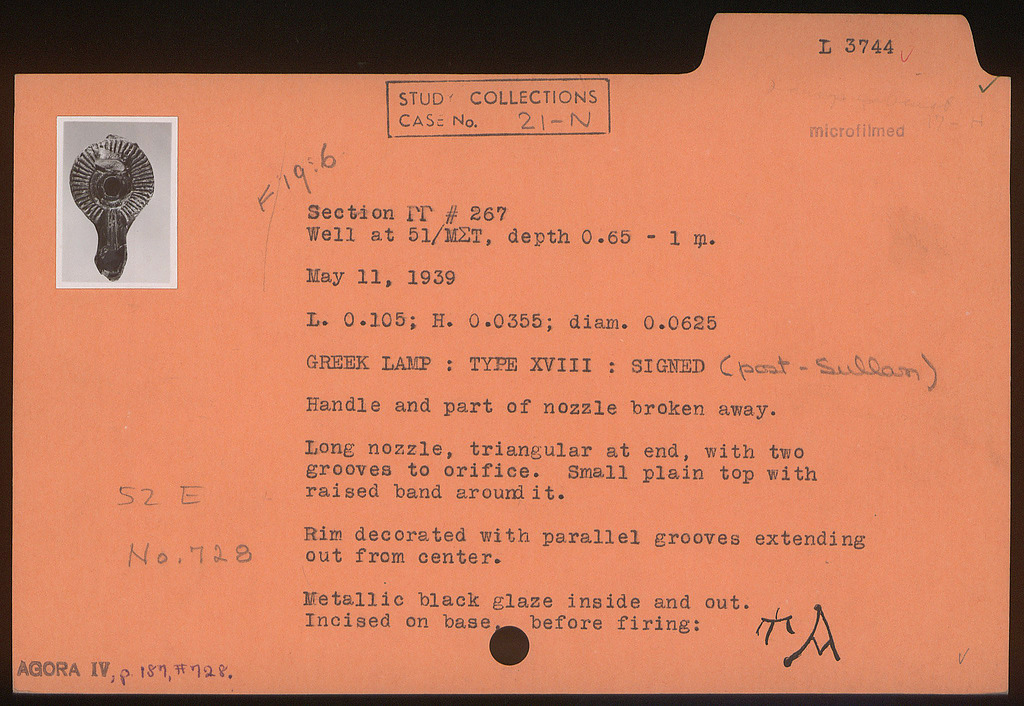 L 3744
STUD COLLECTIONS
CASE No. 21-N
microfilmed
F 19:6
Section ΓΓ # 267
Well at 51/ΜΣΤ, depth 0.65 - 1 m.
May 11, 1939
L. 0.105; H. 0.0355; diam. 0.0625
GREEK LAMP : TYPE XVIII : SIGNED (post-Sullan)
Handle and part of nozzle broken away.
Long nozzle, triangular at end, with two
grooves to orifice. Small plain top with
raised band around it.
52 E
No. 728
Rim decorated with parallel grooves extending
out from center.
Metallic black glaze inside and out.
Incised on base, before firing:
AGORA IV, p. 187, #728.